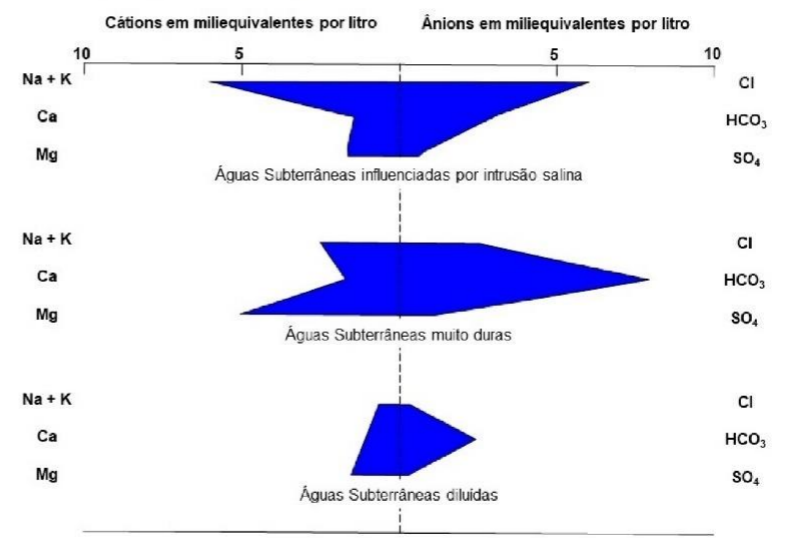 Cátions em miliequivalentes por litro Ânions em miliequivalentes por litro
10 5 5 10
Na + K Cl
Ca HCO₃
Mg SO₄
Águas Subterrâneas influenciadas por intrusão salina
Na + K Cl
Ca HCO₃
Mg SO₄
Águas Subterrâneas muito duras
Na + K Cl
Ca HCO₃
Mg SO₄
Águas Subterrâneas diluídas